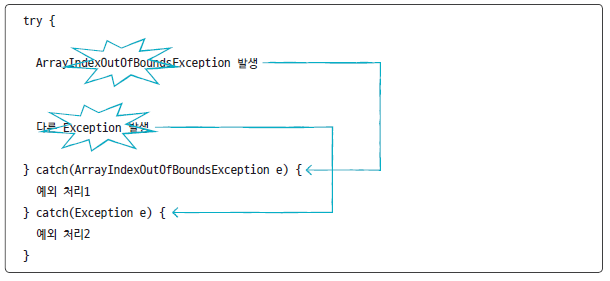 try {
ArrayIndexOutOfBoundsException 발생
다른 Exception 발생
} catch(ArrayIndexOutOfBoundsException e) {
예외 처리1
} catch(Exception e) {
예외 처리2
}